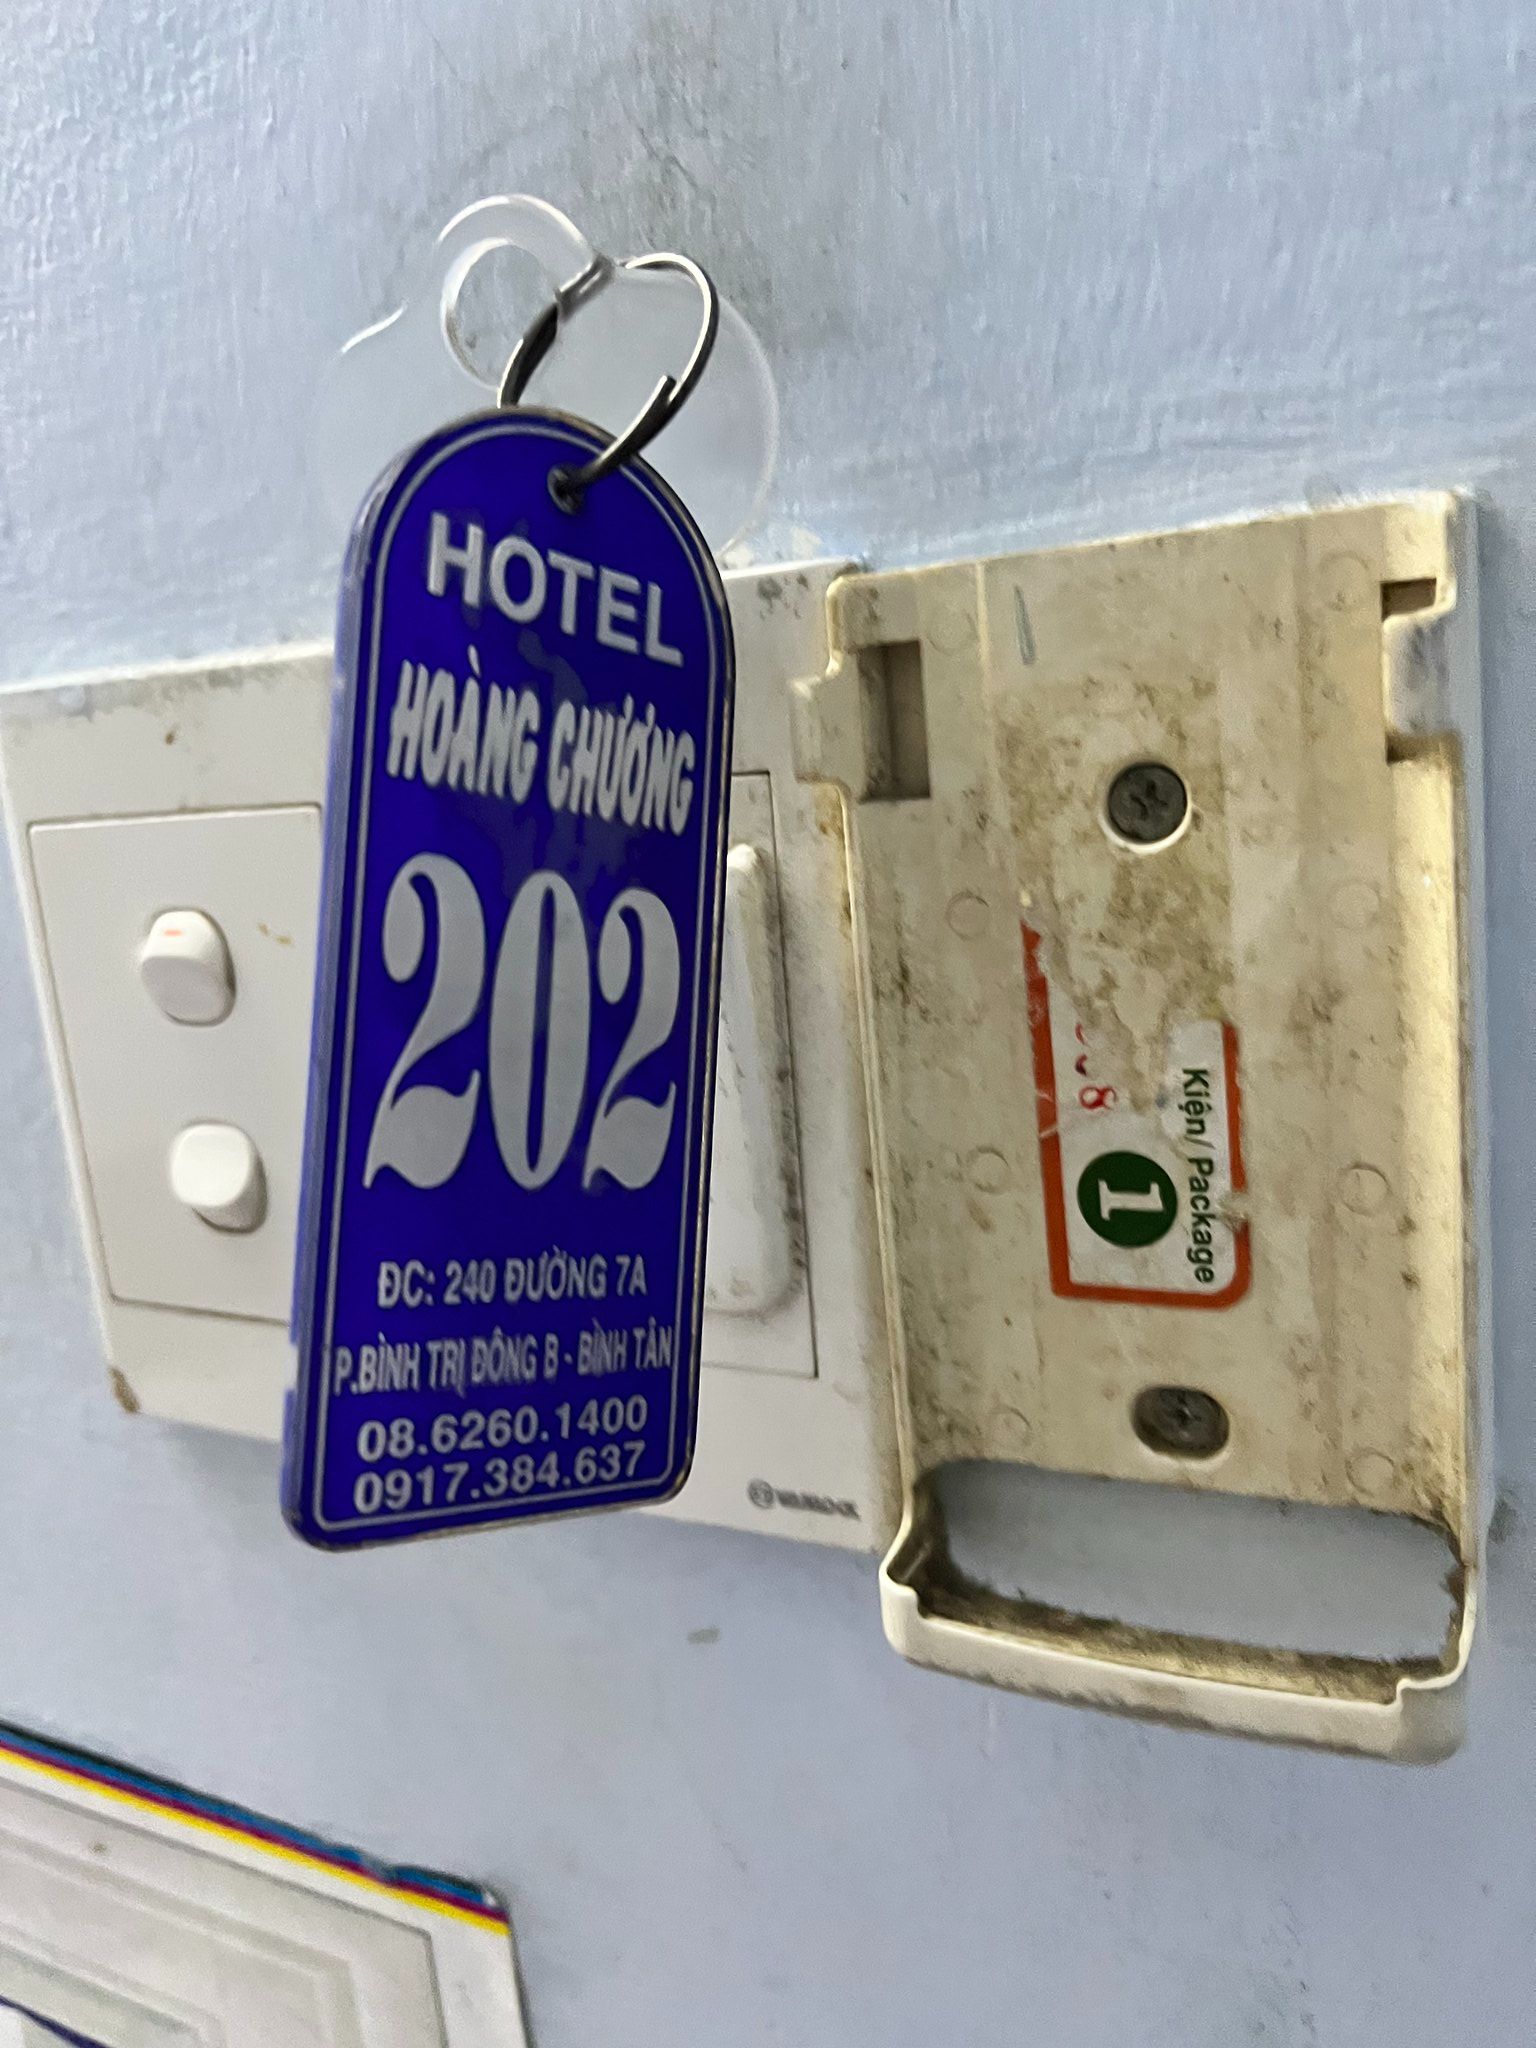 HOTEL
HOÀNG CHƯƠNG
202
ĐC: 240 ĐƯỜNG 7A
P.BÌNH TRỊ ĐÔNG B - BÌNH TÂN
08.6260.1400
0917.384.637
Kiện/ Package
1
8